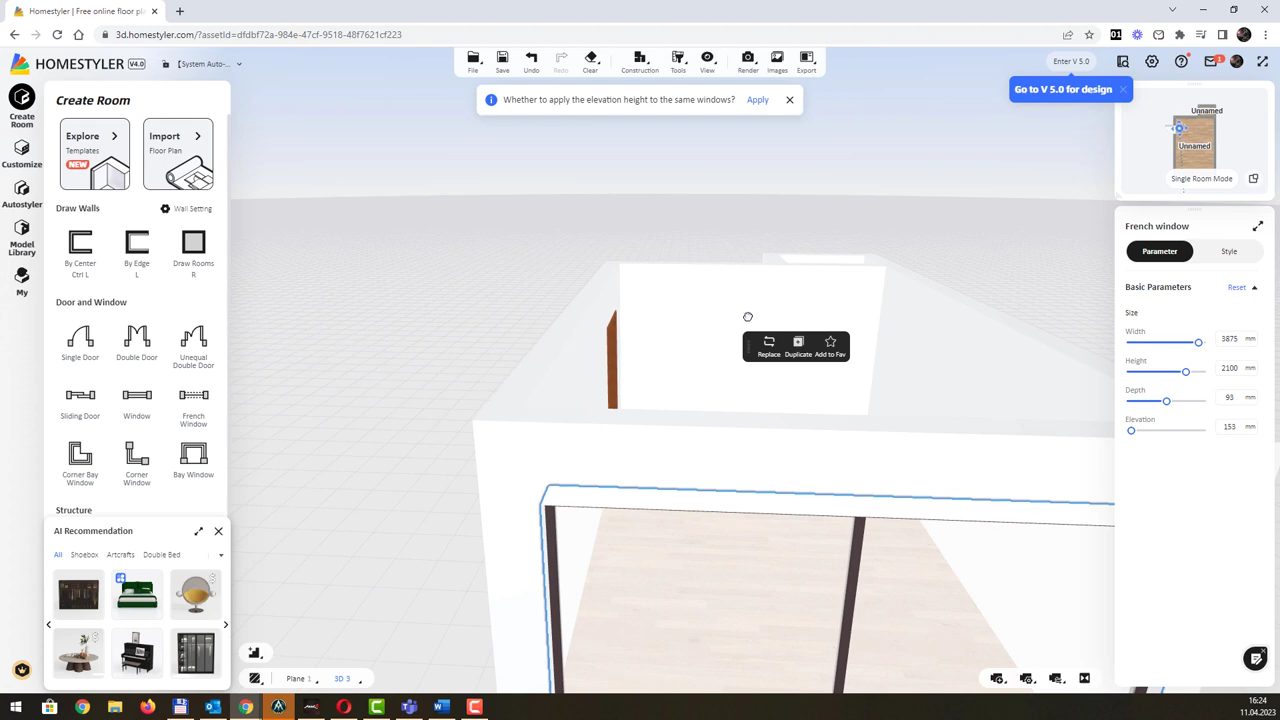 Homestyler | Free online floor pla
3d.homestyler.com/?assetId=dfdbf72a-984e-47cf-9518-48f7621cf223
HOMESTYLER V4.0
[System Auto-...
File
Save
Undo
Redo
Clear
Construction
Tools
View
Render
Images
Export
Enter V 5.0
1
Go to V 5.0 for design
Whether to apply the elevation height to the same windows? Apply
Create Room
Customize
Autostyler
Model Library
My
Create Room
Explore
Templates
NEW
Import
Floor Plan
Draw Walls
Wall Setting
By Center
Ctrl L
By Edge
L
Draw Rooms
R
Door and Window
Single Door
Double Door
Unequal Double Door
Sliding Door
Window
French Window
Corner Bay Window
Corner Window
Bay Window
Structure
AI Recommendation
All Shoebox Artcrafts Double Bed
Replace
Duplicate
Add to Fav
Plane 1
3D 3
Unnamed
Unnamed
Single Room Mode
French window
Parameter
Style
Basic Parameters
Reset
Size
Width
3875 mm
Height
2100 mm
Depth
93 mm
Elevation
153 mm
16:24
11.04.2023